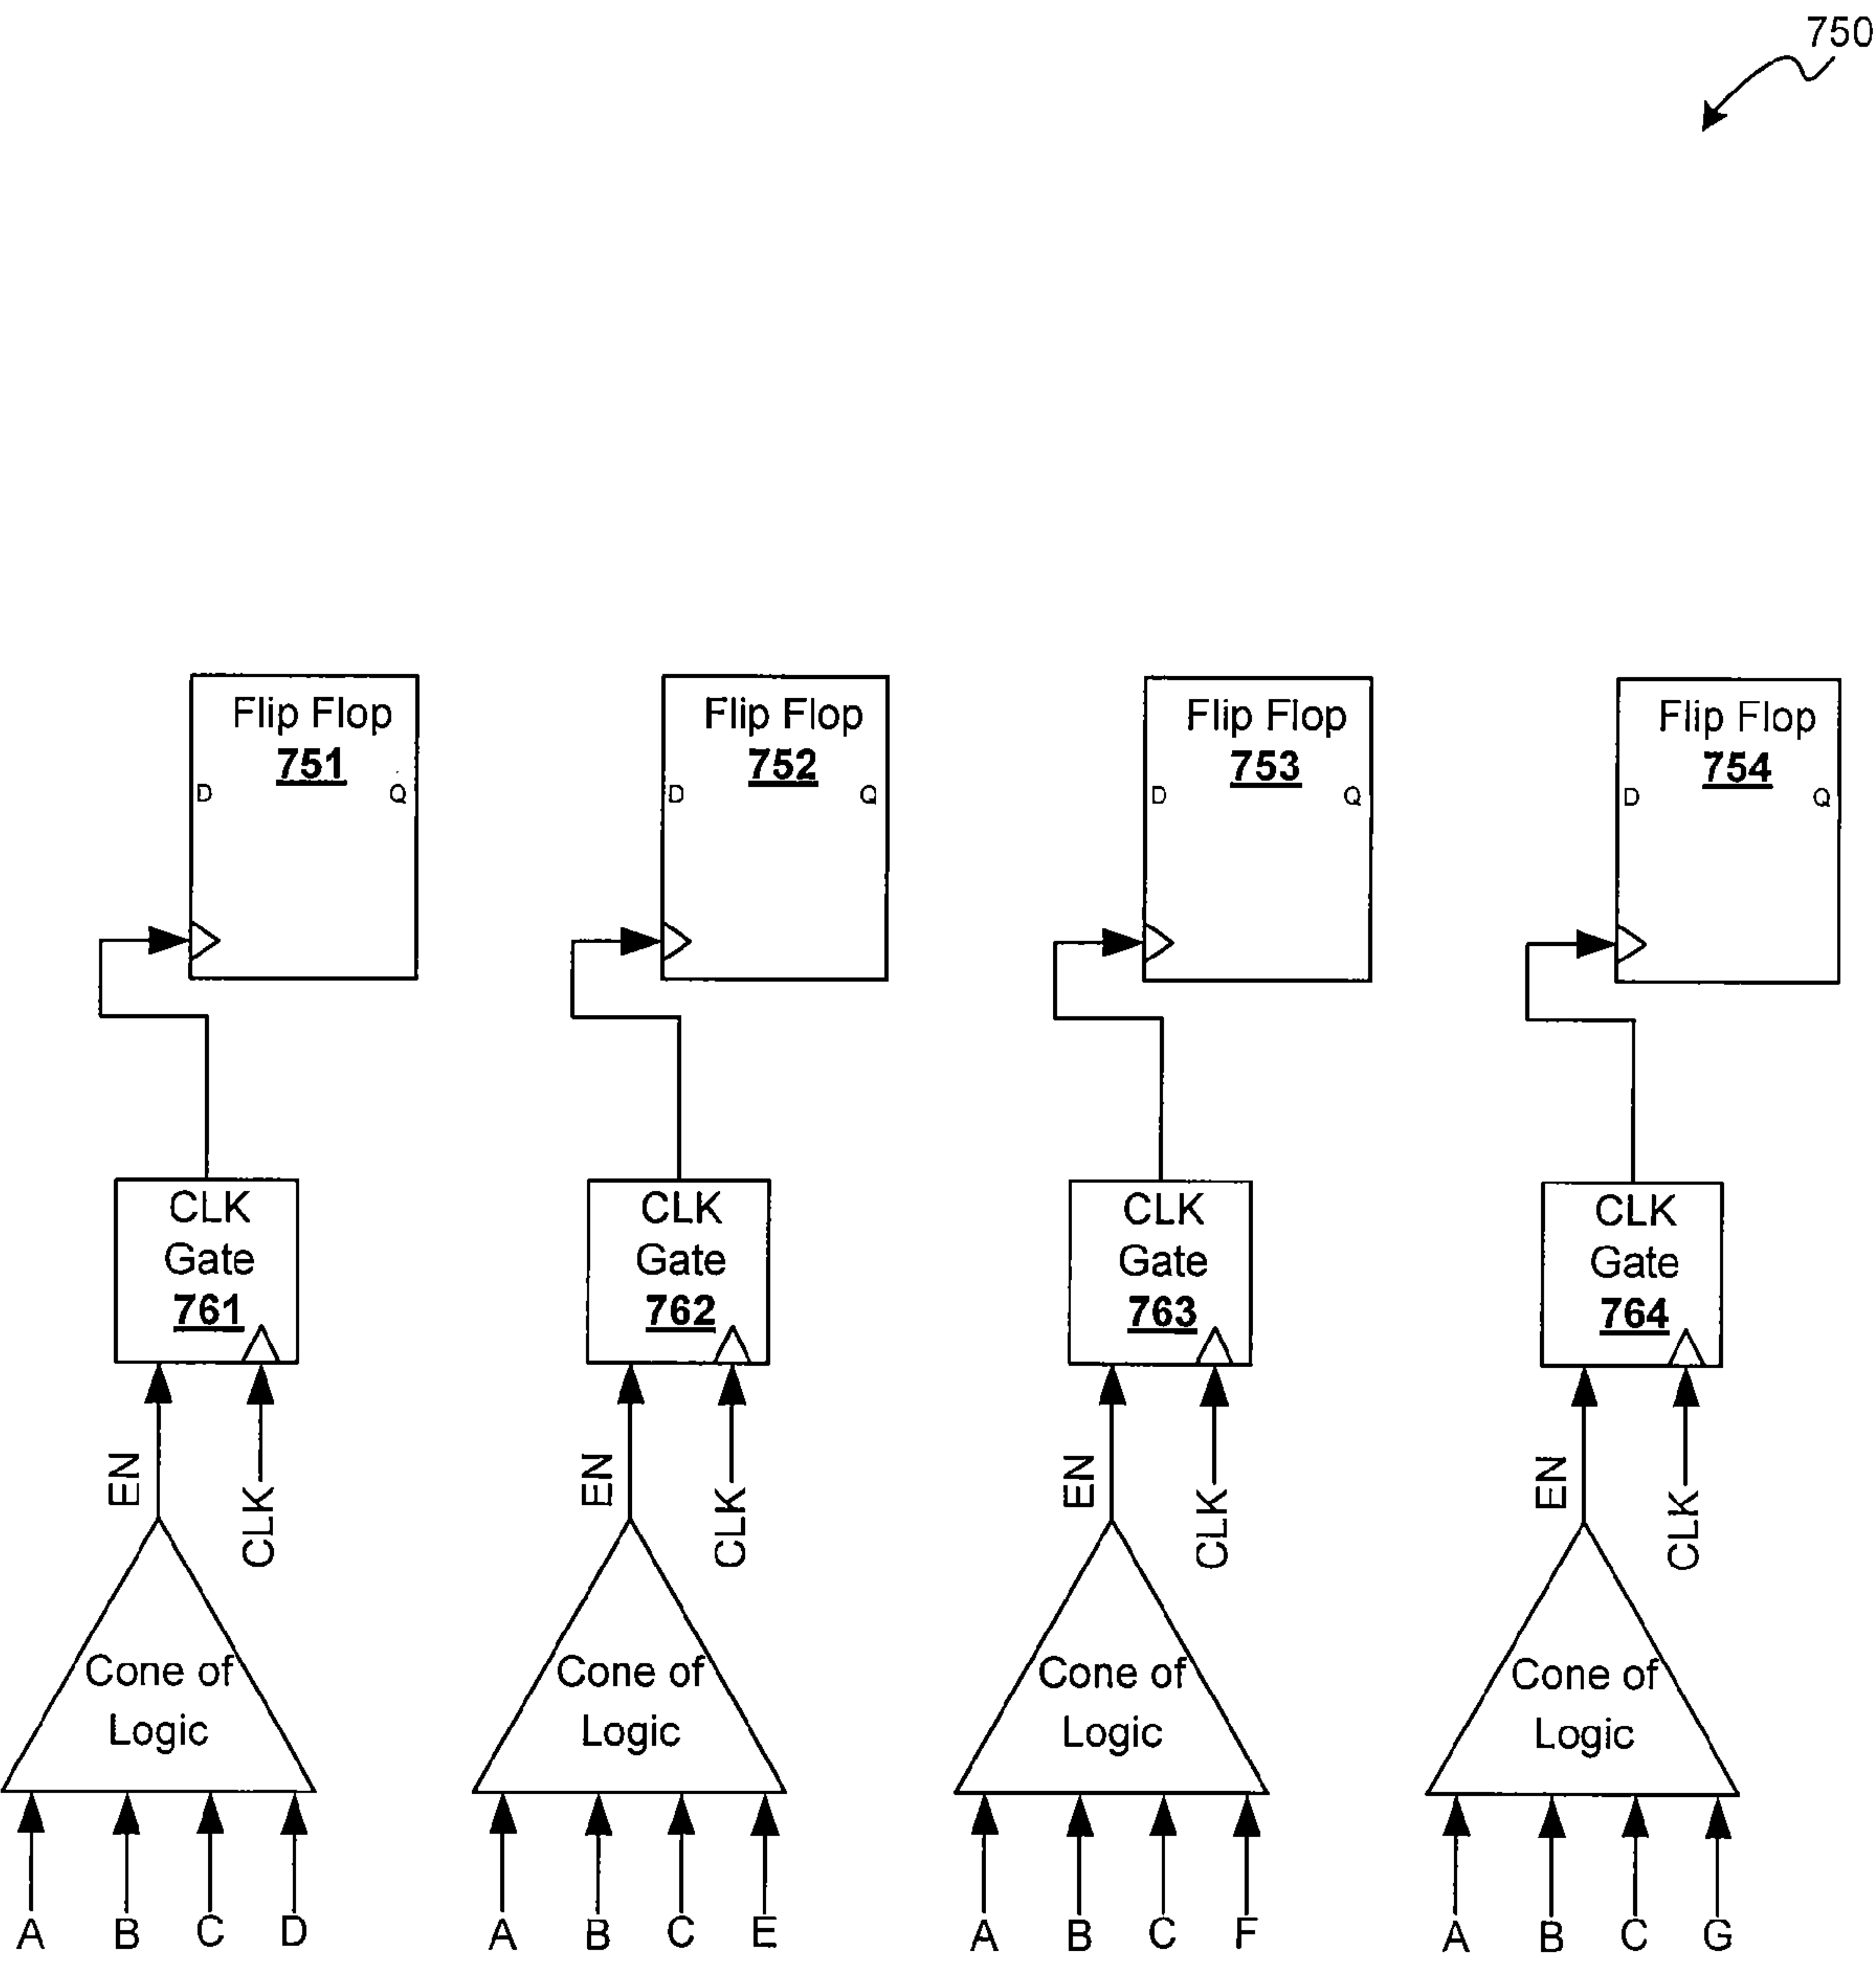 750
Flip Flop
751
D Q
Flip Flop
752
D Q
Flip Flop
753
D Q
Flip Flop
754
D Q
CLK
Gate
761
CLK
Gate
762
CLK
Gate
763
CLK
Gate
764
EN
CLK
EN
CLK
EN
CLK
EN
CLK
Cone of
Logic
Cone of
Logic
Cone of
Logic
Cone of
Logic
A B C D
A B C E
A B C F
A B C G